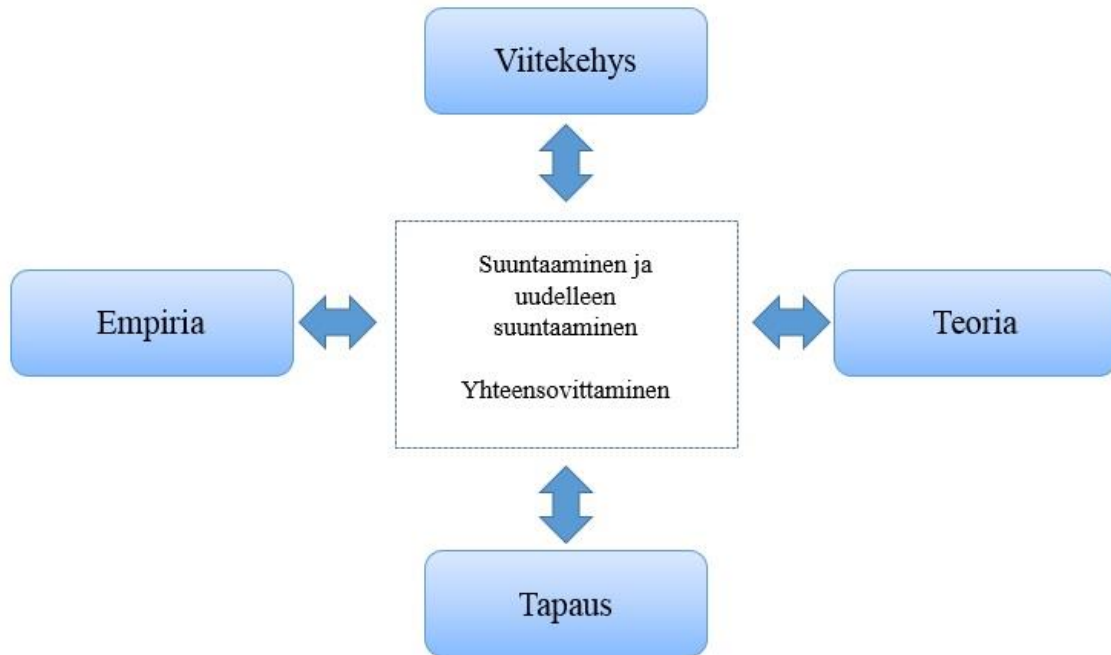 Viitekehys
Suuntaaminen ja
uudelleen
suuntaaminen
Yhteensovittaminen
Empiria
Teoria
Tapaus